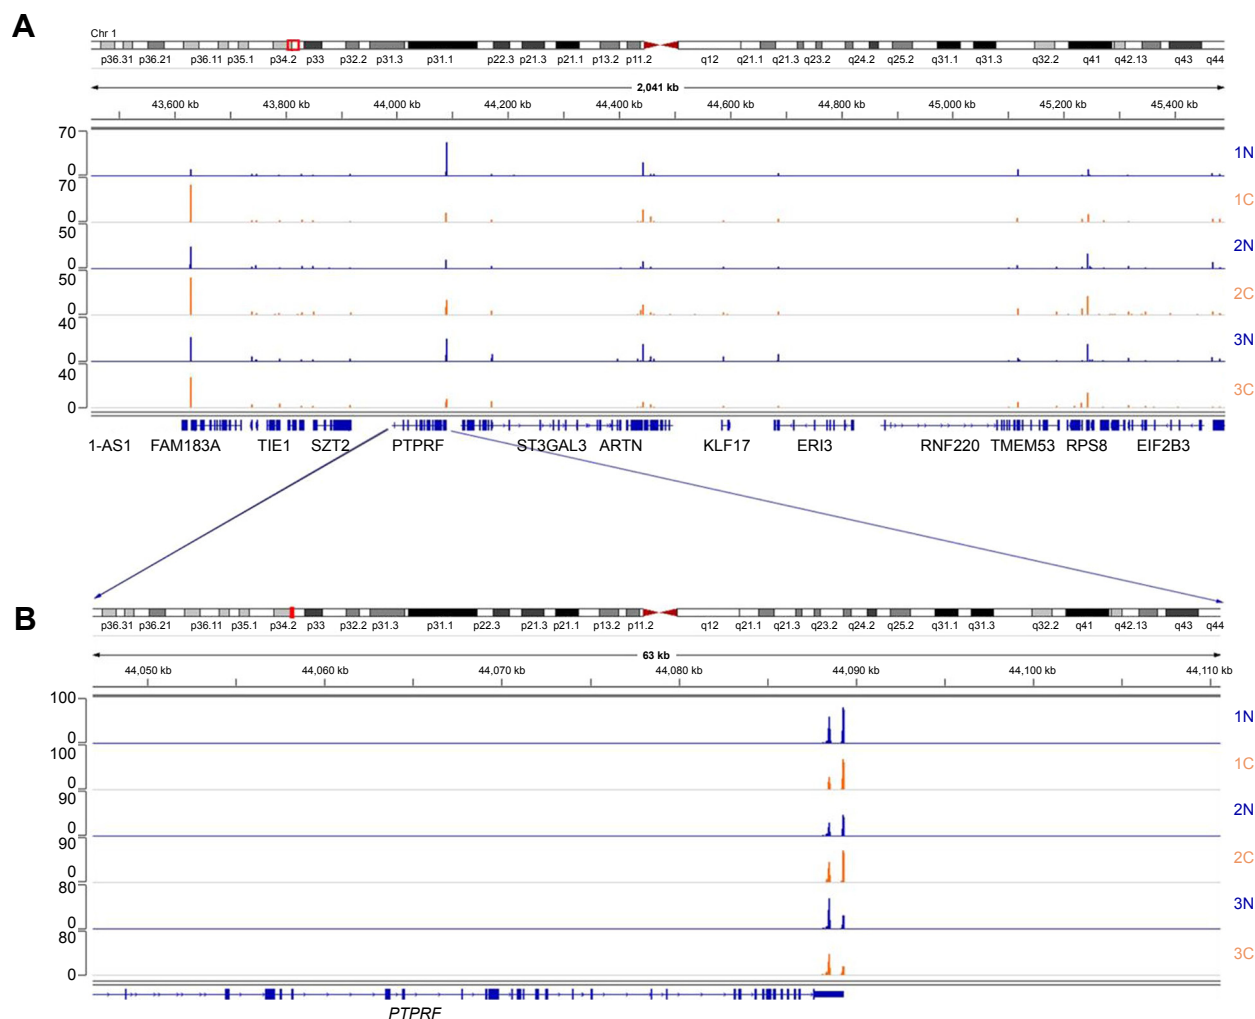 A
Chr 1
p36.31 p36.21 p36.11 p35.1 p34.2 p33 p32.2 p31.3 p31.1 p22.3 p21.3 p21.1 p13.2 p11.2 q12 q21.1 q21.3 q23.2 q24.2 q25.2 q31.1 q31.3 q32.2 q41 q42.13 q43 q44
2,041 kb
43,600 kb 43,800 kb 44,000 kb 44,200 kb 44,400 kb 44,600 kb 44,800 kb 45,000 kb 45,200 kb 45,400 kb
70
1N
0
70
1C
0
50
2N
0
50
2C
0
40
3N
0
40
3C
0
1-AS1 FAM183A TIE1 SZT2 PTPRF ST3GAL3 ARTN KLF17 ERI3 RNF220 TMEM53 RPS8 EIF2B3
B
p36.31 p36.21 p36.11 p35.1 p34.2 p33 p32.2 p31.3 p31.1 p22.3 p21.3 p21.1 p13.2 p11.2 q12 q21.1 q21.3 q23.2 q24.2 q25.2 q31.1 q31.3 q32.2 q41 q42.13 q43 q44
63 kb
44,050 kb 44,060 kb 44,070 kb 44,080 kb 44,090 kb 44,100 kb 44,110 kb
100
1N
0
100
1C
0
90
2N
0
90
2C
0
80
3N
0
80
3C
0
PTPRF